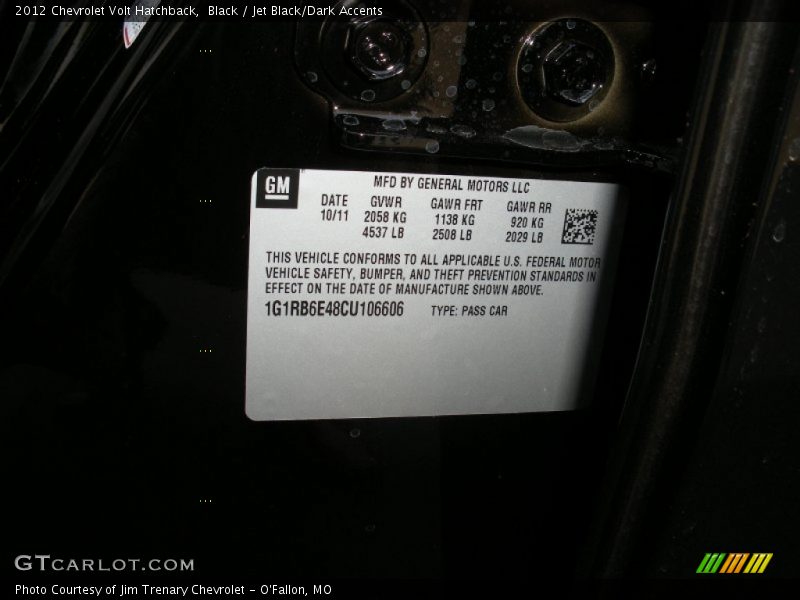 2012 Chevrolet Volt Hatchback, Black / Jet Black/Dark Accents
GM
MFD BY GENERAL MOTORS LLC
DATE GVWR GAWR FRT GAWR RR
10/11 2058 KG 1138 KG 920 KG
4537 LB 2508 LB 2029 LB
THIS VEHICLE CONFORMS TO ALL APPLICABLE U.S. FEDERAL MOTOR
VEHICLE SAFETY, BUMPER, AND THEFT PREVENTION STANDARDS IN
EFFECT ON THE DATE OF MANUFACTURE SHOWN ABOVE.
1G1RB6E48CU106606 TYPE: PASS CAR
GTCARLOT.COM
Photo Courtesy of Jim Trenary Chevrolet - O'Fallon, MO